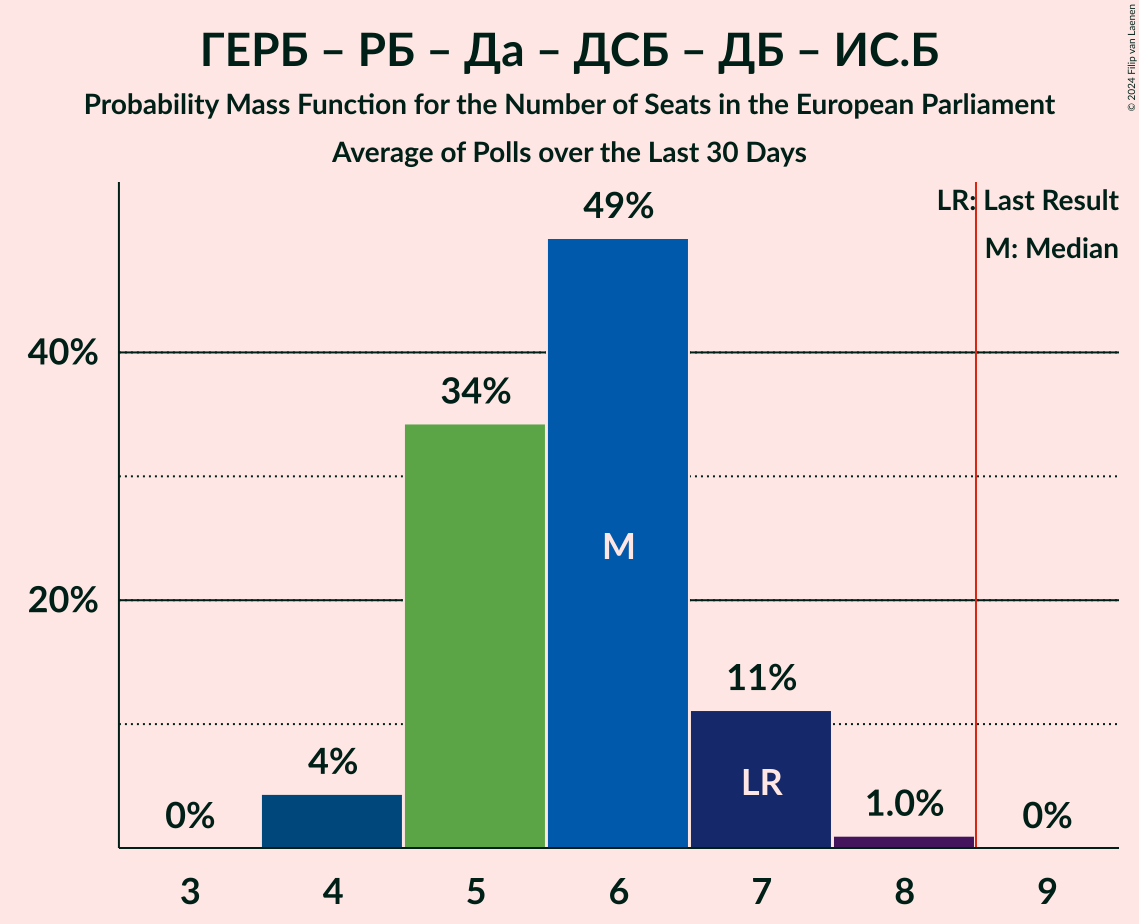 ГЕРБ – РБ – Да – ДСБ – ДБ – ИС.Б
Probability Mass Function for the Number of Seats in the European Parliament
Average of Polls over the Last 30 Days
© 2024 Filip van Laenen
LR: Last Result
M: Median
49%
40%
34%
M
20%
11%
LR
4%
1.0%
0%
0%
3 4 5 6 7 8 9